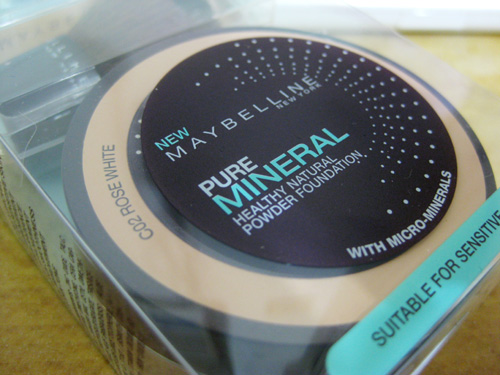 NEW
MAYBELLINE
NEW YORK
PURE
MINERAL
HEALTHY NATURAL
POWDER FOUNDATION
WITH MICRO-MINERALS
C02 ROSE WHITE
SUITABLE FOR SENSITIVE